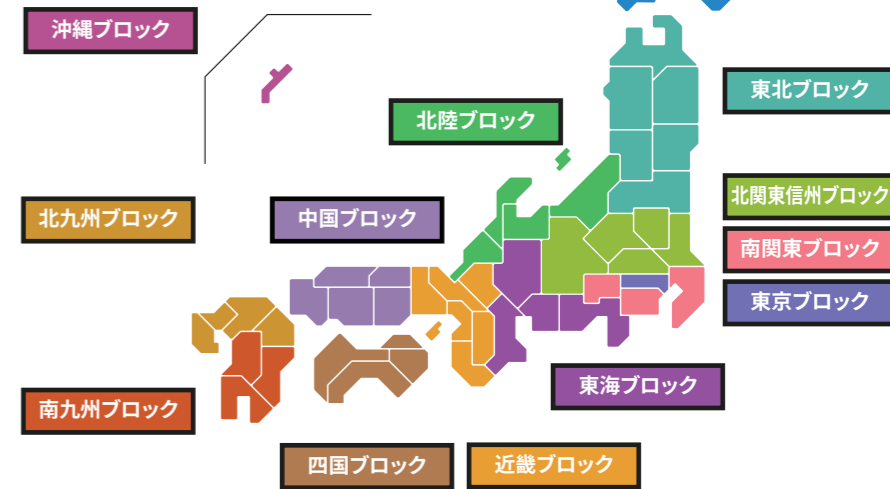 沖縄ブロック
東北ブロック
北陸ブロック
北関東信州ブロック
北九州ブロック
中国ブロック
南関東ブロック
東京ブロック
東海ブロック
南九州ブロック
四国ブロック
近畿ブロック